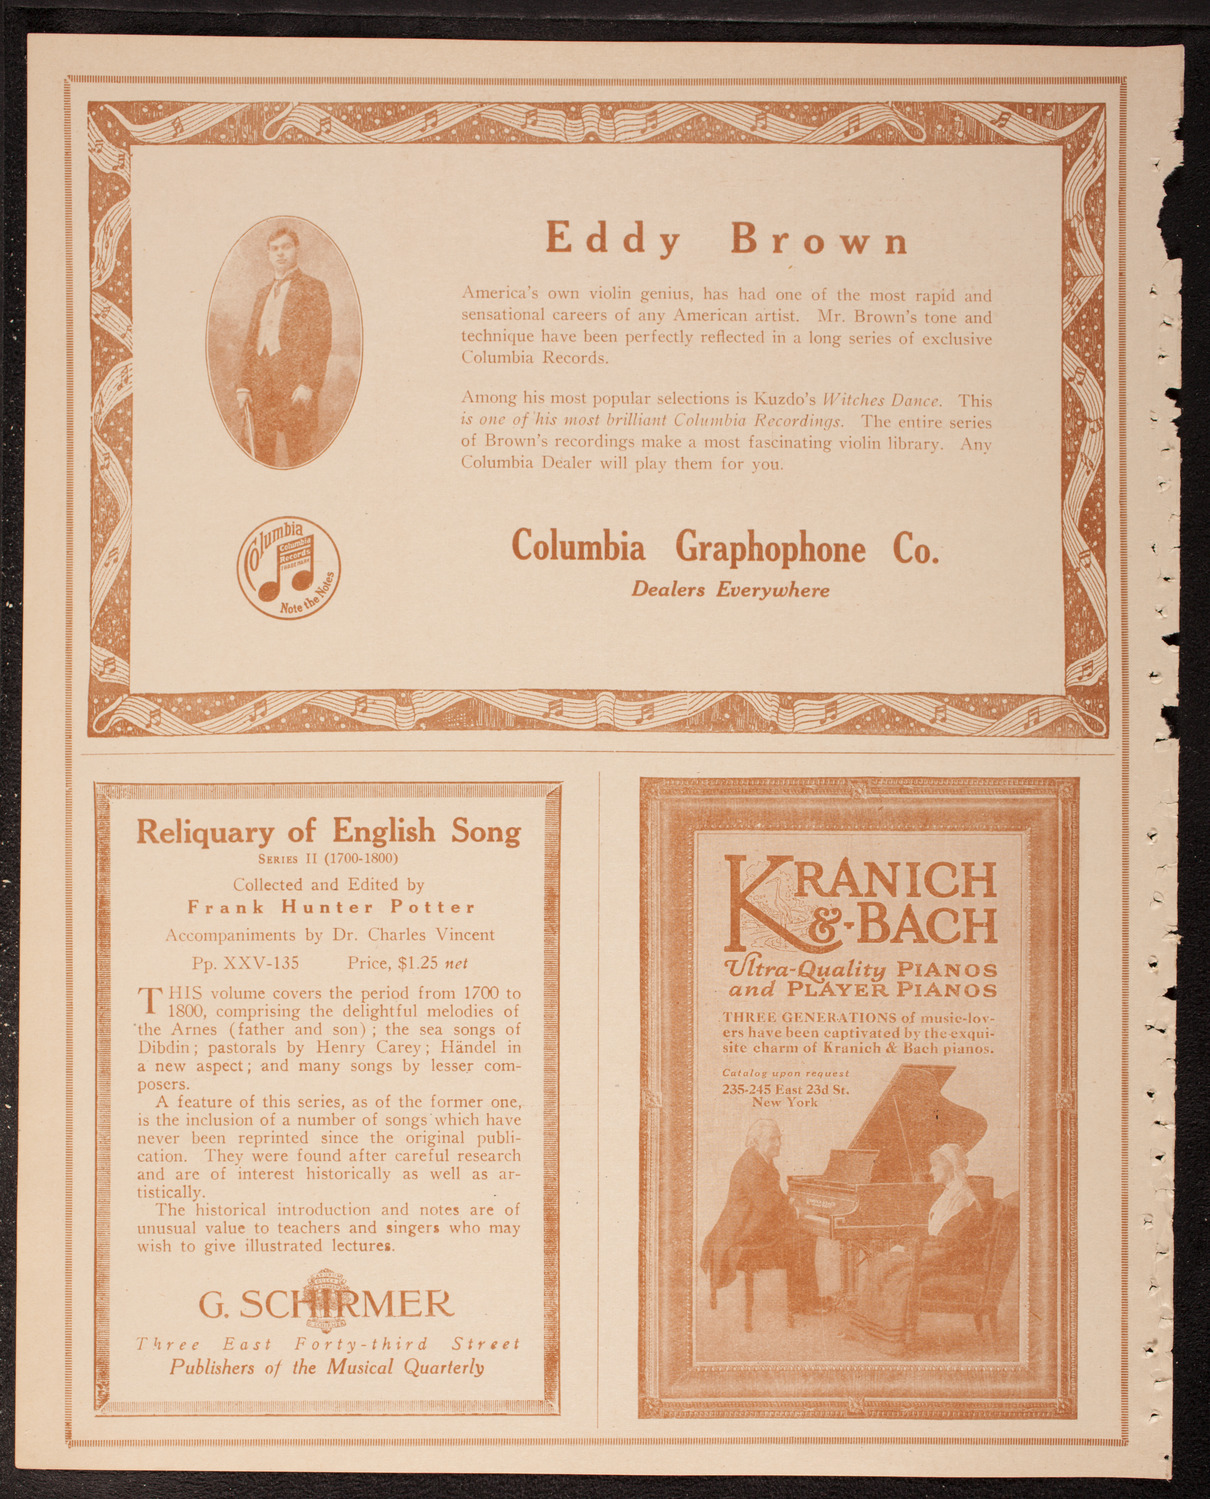 Eddy Brown
America's own violin genius, has had one of the most rapid and
sensational careers of any American artist. Mr. Brown's tone and
technique have been perfectly reflected in a long series of exclusive
Columbia Records.
Among his most popular selections is Kuzdo's Witches Dance. This
is one of his most brilliant Columbia Recordings. The entire series
of Brown's recordings make a most fascinating violin library. Any
Columbia Dealer will play them for you.
Columbia
Columbia
Records
TRADE MARK
Note the Notes
Columbia Graphophone Co.
Dealers Everywhere
Reliquary of English Song
SERIES II (1700-1800)
Collected and Edited by
Frank Hunter Potter
Accompaniments by Dr. Charles Vincent
Pp. XXV-135 Price, $1.25 net
THIS volume covers the period from 1700 to
1800, comprising the delightful melodies of
the Arnes (father and son); the sea songs of
Dibdin; pastorals by Henry Carey; Händel in
a new aspect; and many songs by lesser com-
posers.
A feature of this series, as of the former one,
is the inclusion of a number of songs which have
never been reprinted since the original publi-
cation. They were found after careful research
and are of interest historically as well as ar-
tistically.
The historical introduction and notes are of
unusual value to teachers and singers who may
wish to give illustrated lectures.
G. SCHIRMER
Three East Forty-third Street
Publishers of the Musical Quarterly
KRANICH
&-BACH
Ultra-Quality PIANOS
and PLAYER PIANOS
THREE GENERATIONS of music-lov-
ers have been captivated by the exqui-
site charm of Kranich & Bach pianos.
Catalog upon request
235-245 East 23d St.
New York